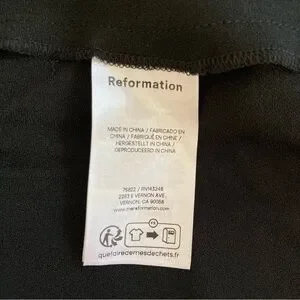 Reformation
MADE IN CHINA / FABRICADO EN
CHINA / FABRIQUÉ EN CHINE /
HERGESTELLT IN CHINA /
GEPRODUCEERD IN CHINA
VERNON AVE
VERNON, CA 90058
www.thereformation.com
FR
quefairedemesdechets.fr